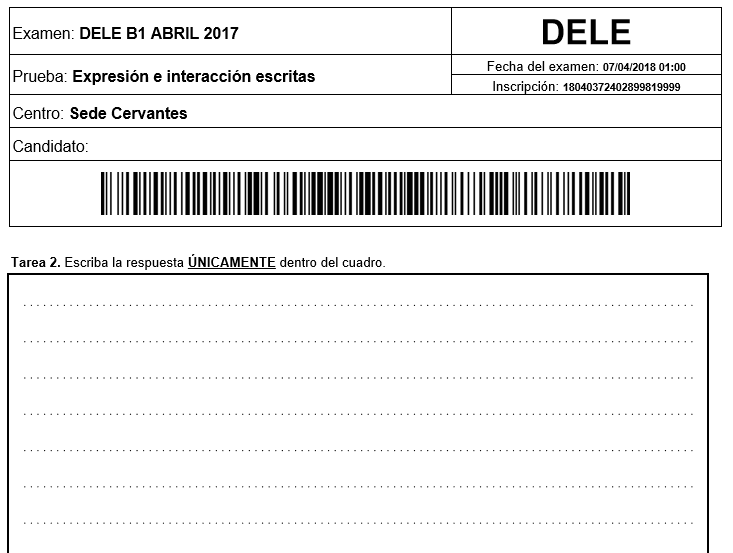 Examen: DELE B1 ABRIL 2017
DELE
Fecha del examen: 07/04/2018 01:00
Prueba: Expresión e interacción escritas
Inscripción: 18040372402899819999
Centro: Sede Cervantes
Candidato:
Tarea 2. Escriba la respuesta ÚNICAMENTE dentro del cuadro.